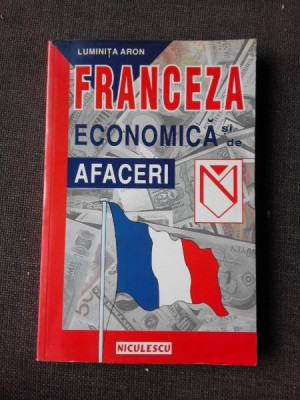 LUMINIȚA ARON
FRANCEZA
ECONOMICĂ și de
AFACERI
NICULESCU